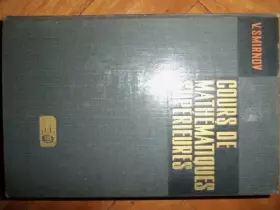 V. SMIRNOV
COURS DE
MATHÉMATIQUES
SUPÉRIEURES